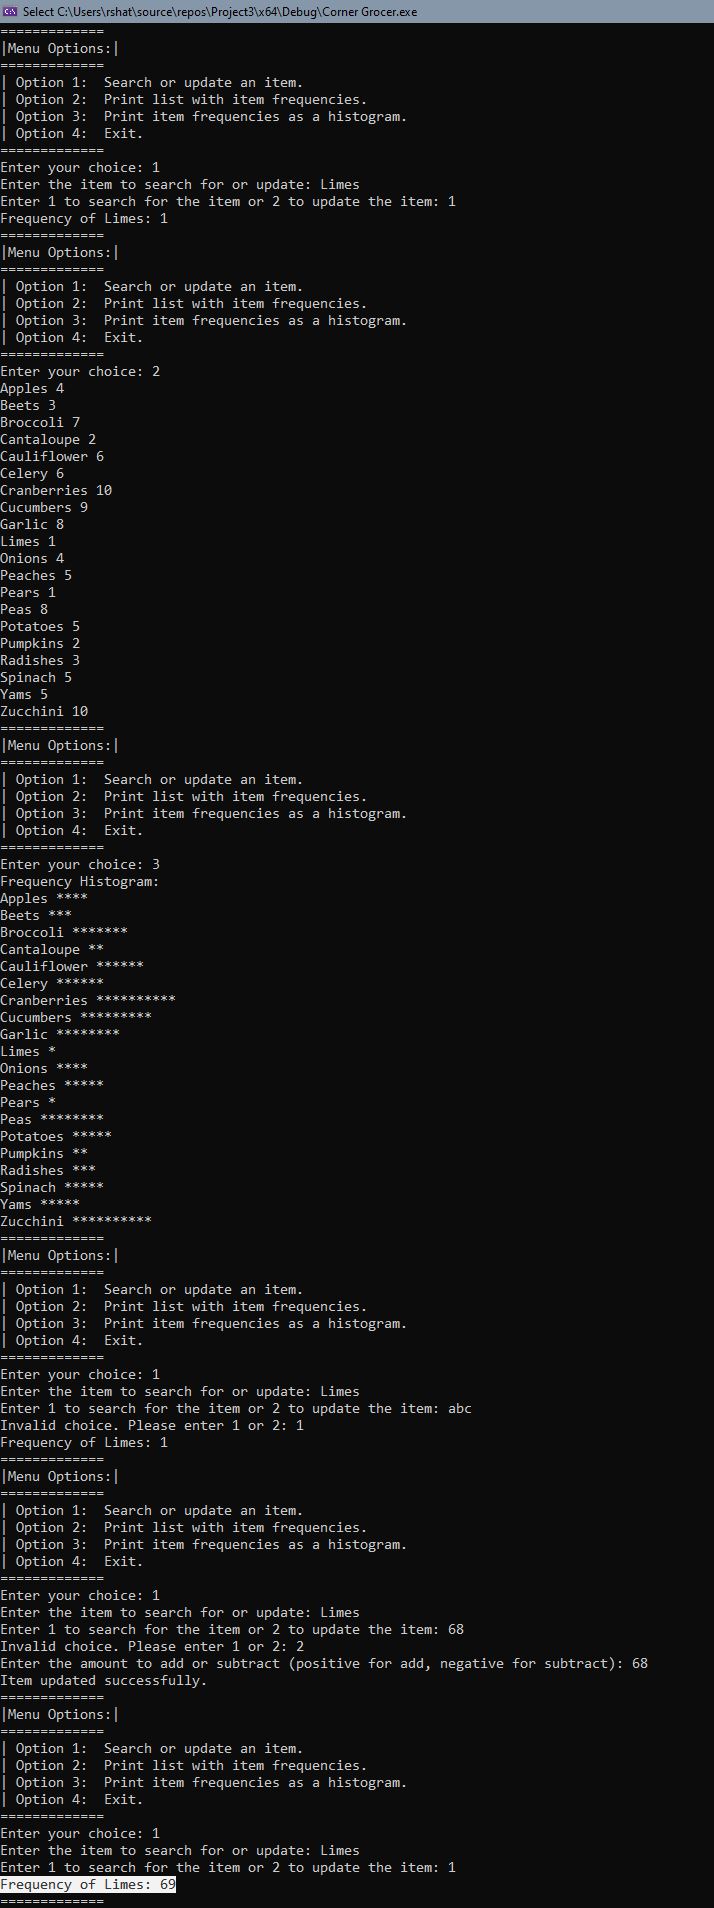 Select C:\Users\rshat\source\repos\Project3\x64\Debug\Corner Grocer.exe
=============
|Menu Options:|
=============
| Option 1:  Search or update an item.
| Option 2:  Print list with item frequencies.
| Option 3:  Print item frequencies as a histogram.
| Option 4:  Exit.
=============
Enter your choice: 1
Enter the item to search for or update: Limes
Enter 1 to search for the item or 2 to update the item: 1
Frequency of Limes: 1
=============
|Menu Options:|
=============
| Option 1:  Search or update an item.
| Option 2:  Print list with item frequencies.
| Option 3:  Print item frequencies as a histogram.
| Option 4:  Exit.
=============
Enter your choice: 2
Apples 4
Beets 3
Broccoli 7
Cantaloupe 2
Cauliflower 6
Celery 6
Cranberries 10
Cucumbers 9
Garlic 8
Limes 1
Onions 4
Peaches 5
Pears 1
Peas 8
Potatoes 5
Pumpkins 2
Radishes 3
Spinach 5
Yams 5
Zucchini 10
=============
|Menu Options:|
=============
| Option 1:  Search or update an item.
| Option 2:  Print list with item frequencies.
| Option 3:  Print item frequencies as a histogram.
| Option 4:  Exit.
=============
Enter your choice: 3
Frequency Histogram:
Apples ****
Beets ***
Broccoli *******
Cantaloupe **
Cauliflower ******
Celery ******
Cranberries **********
Cucumbers *********
Garlic ********
Limes *
Onions ****
Peaches *****
Pears *
Peas ********
Potatoes *****
Pumpkins **
Radishes ***
Spinach *****
Yams *****
Zucchini **********
=============
|Menu Options:|
=============
| Option 1:  Search or update an item.
| Option 2:  Print list with item frequencies.
| Option 3:  Print item frequencies as a histogram.
| Option 4:  Exit.
=============
Enter your choice: 1
Enter the item to search for or update: Limes
Enter 1 to search for the item or 2 to update the item: abc
Invalid choice. Please enter 1 or 2: 1
Frequency of Limes: 1
=============
|Menu Options:|
=============
| Option 1:  Search or update an item.
| Option 2:  Print list with item frequencies.
| Option 3:  Print item frequencies as a histogram.
| Option 4:  Exit.
=============
Enter your choice: 1
Enter the item to search for or update: Limes
Enter 1 to search for the item or 2 to update the item: 68
Invalid choice. Please enter 1 or 2: 2
Enter the amount to add or subtract (positive for add, negative for subtract): 68
Item updated successfully.
=============
|Menu Options:|
=============
| Option 1:  Search or update an item.
| Option 2:  Print list with item frequencies.
| Option 3:  Print item frequencies as a histogram.
| Option 4:  Exit.
=============
Enter your choice: 1
Enter the item to search for or update: Limes
Enter 1 to search for the item or 2 to update the item: 1
Frequency of Limes: 69
=============